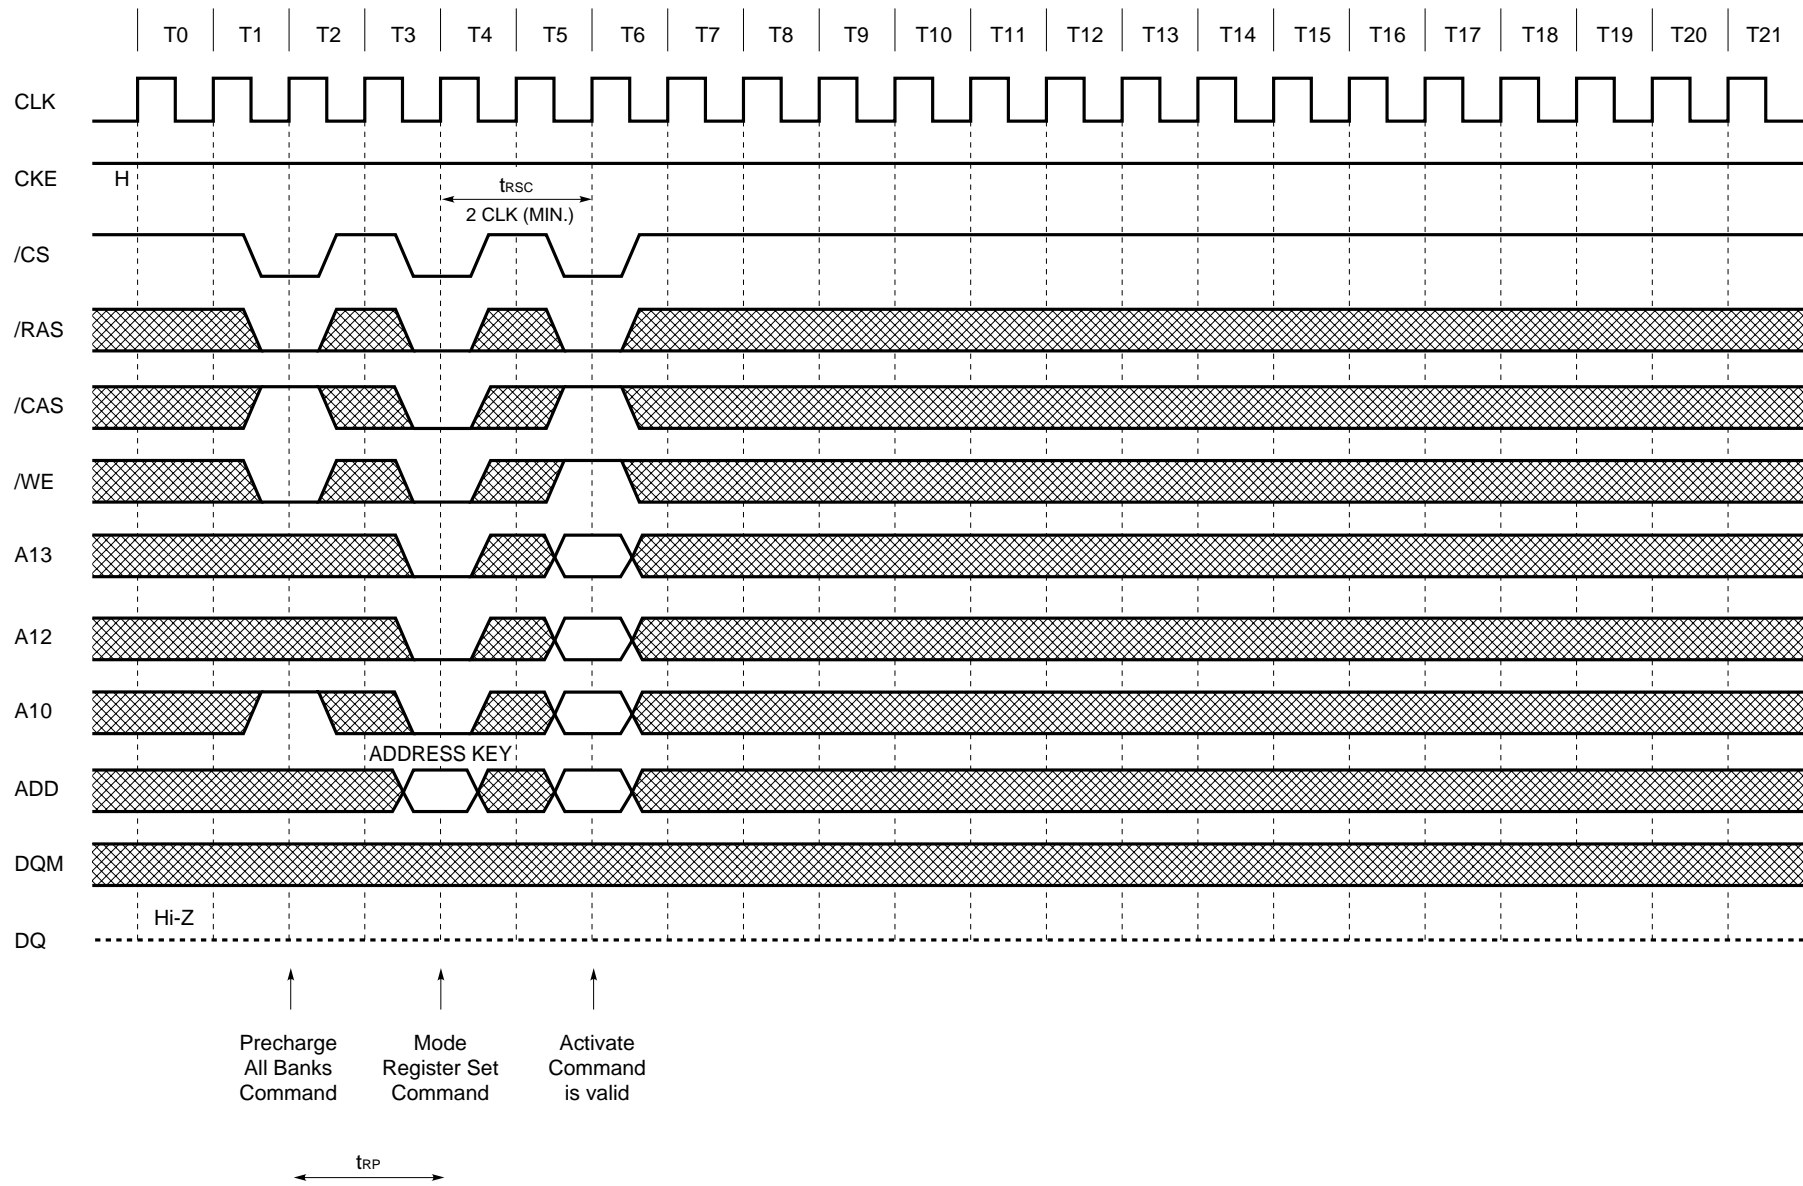 T0 T1 T2 T3 T4 T5 T6 T7 T8 T9 T10 T11 T12 T13 T14 T15 T16 T17 T18 T19 T20 T21
CLK
CKE H
tRSC
2 CLK (MIN.)
/CS
/RAS
/CAS
/WE
A13
A12
A10
ADDRESS KEY
ADD
DQM
Hi-Z
DQ
Precharge
All Banks
Command
Mode
Register Set
Command
Activate
Command
is valid
tRP